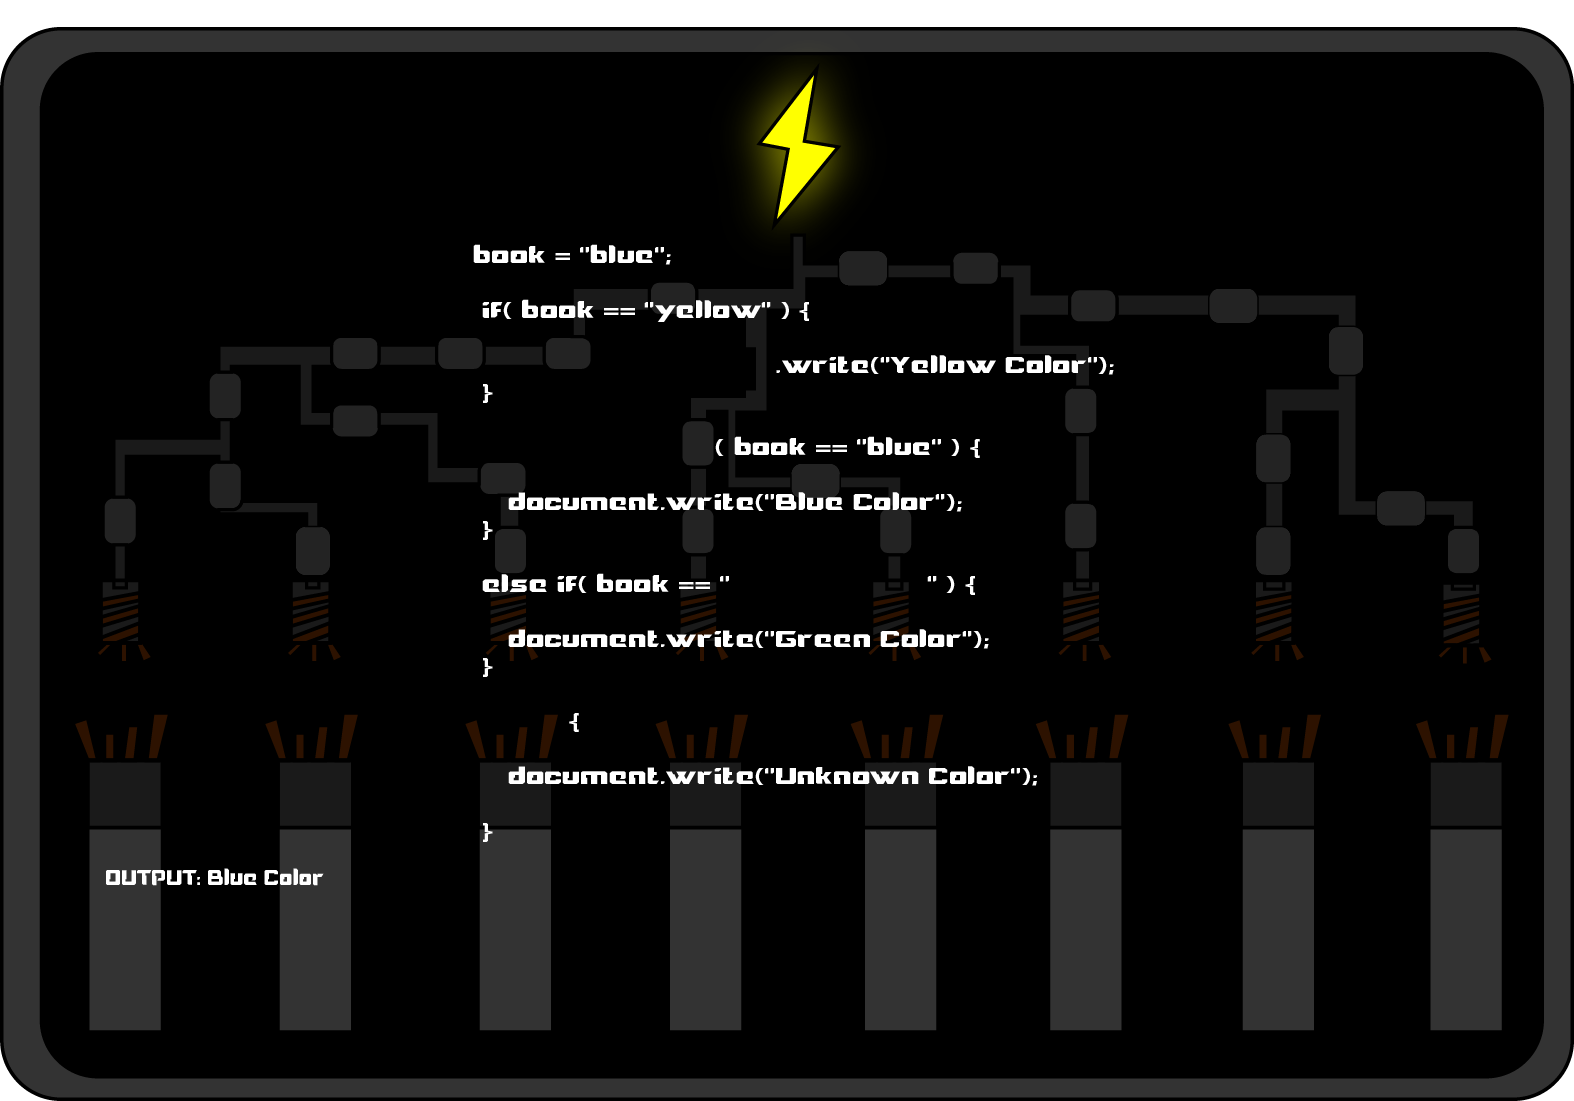 book = "blue";
if( book == "yellow" ) {
.write("Yellow Color");
}
( book == "blue" ) {
document.write("Blue Color");
}
else if( book == " " ) {
document.write("Green Color");
}
{
document.write("Unknown Color");
}
OUTPUT: Blue Color